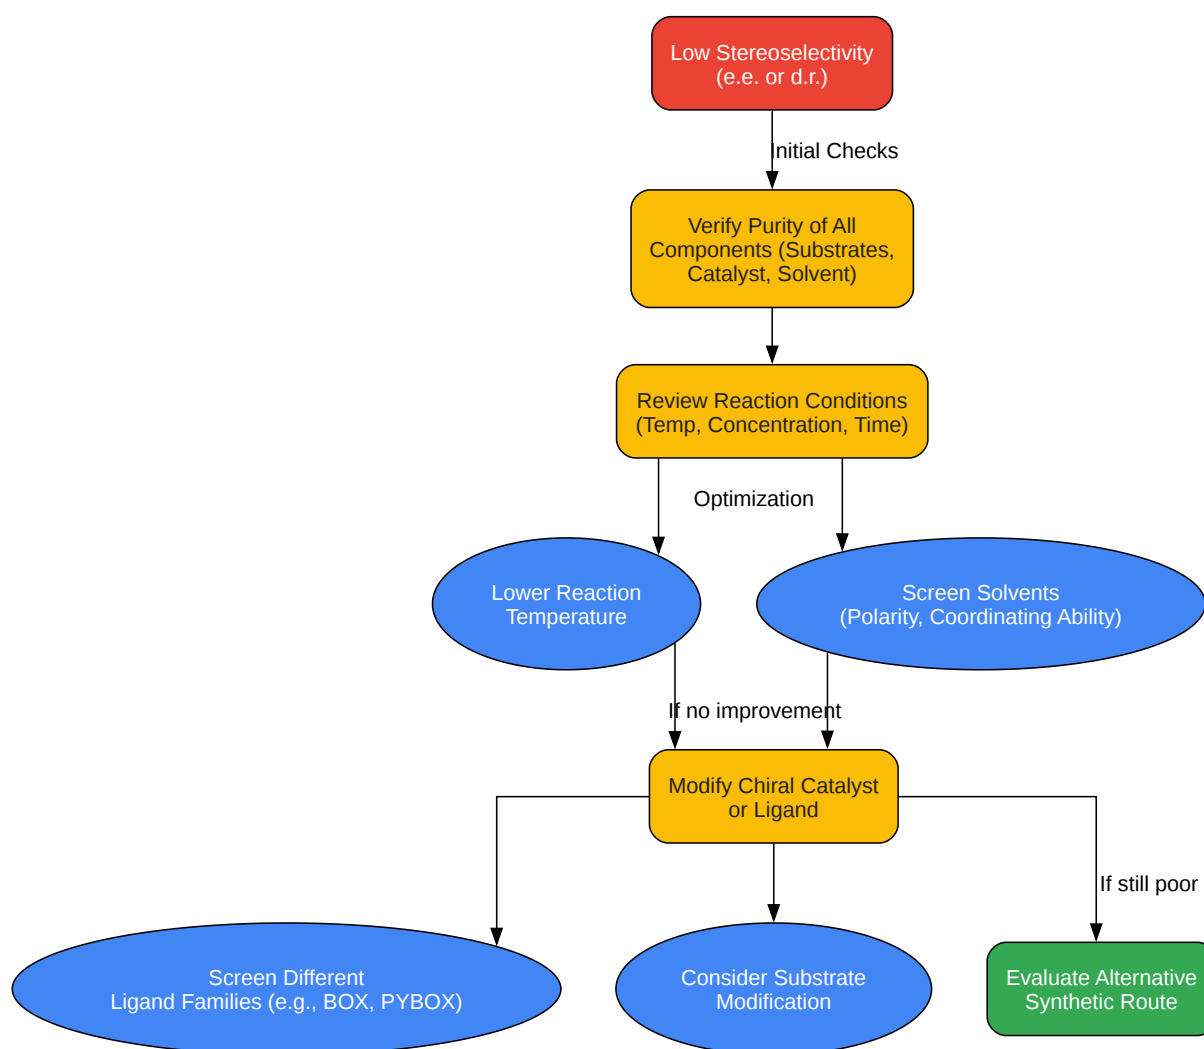 Low Stereoselectivity
(e.e. or d.r.)
Initial Checks
Verify Purity of All
Components (Substrates,
Catalyst, Solvent)
Review Reaction Conditions
(Temp, Concentration, Time)
Optimization
Lower Reaction
Temperature
Screen Solvents
(Polarity, Coordinating Ability)
If no improvement
Modify Chiral Catalyst
or Ligand
If still poor
Screen Different
Ligand Families (e.g., BOX, PYBOX)
Consider Substrate
Modification
Evaluate Alternative
Synthetic Route